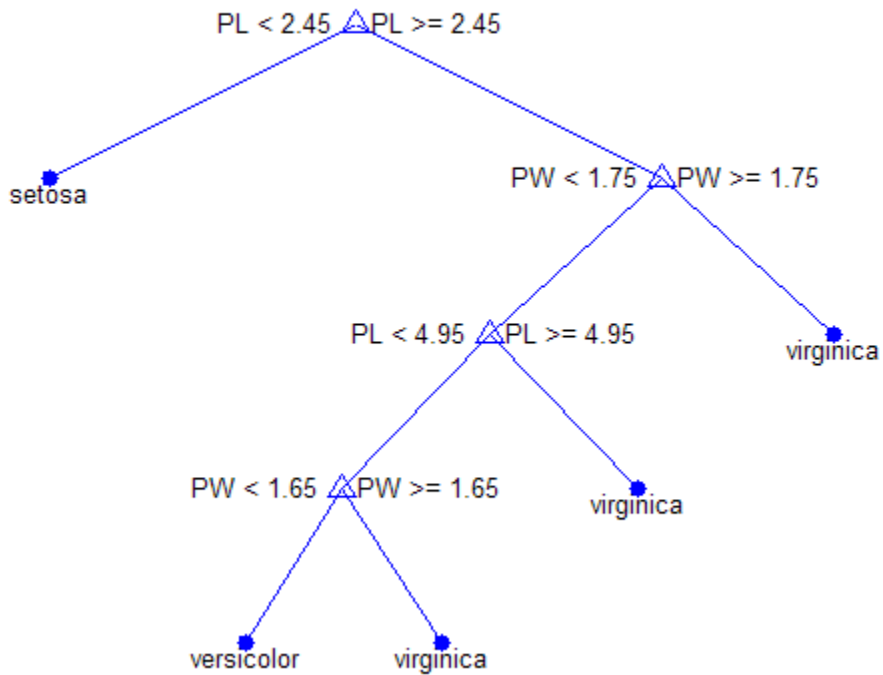 PL < 2.45 PL >= 2.45
setosa
PW < 1.75 PW >= 1.75
PL < 4.95 PL >= 4.95
virginica
PW < 1.65 PW >= 1.65
virginica
versicolor
virginica